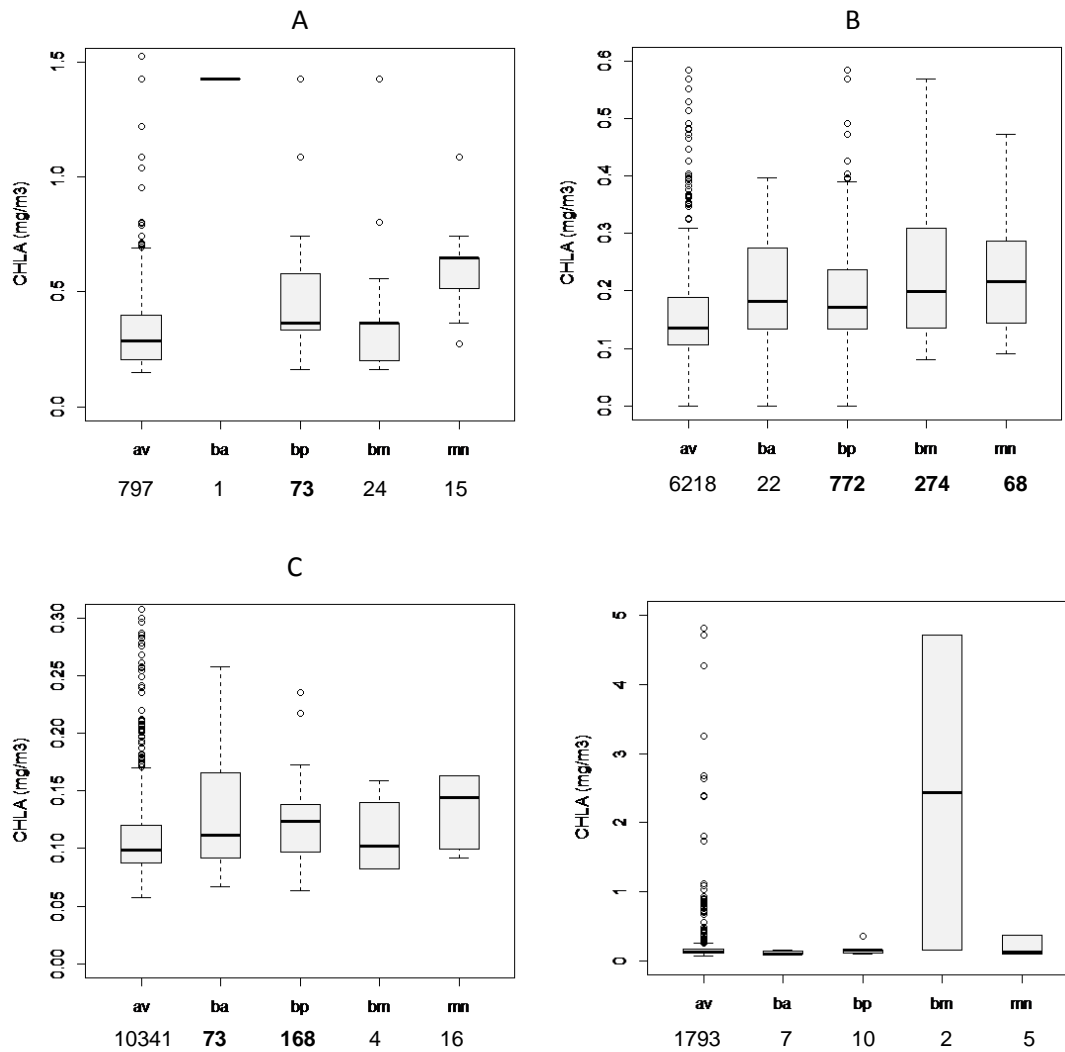 A
CHLA (mg/m3)
1.5
1.0
0.5
0.0
av ba bp bm mn
797 1 73 24 15
B
CHLA (mg/m3)
0.6
0.5
0.4
0.3
0.2
0.1
0.0
av ba bp bm mn
6218 22 772 274 68
C
CHLA (mg/m3)
0.30
0.25
0.20
0.15
0.10
0.05
0.00
av ba bp bm mn
10341 73 168 4 16
CHLA (mg/m3)
5
4
3
2
1
0
av ba bp bm mn
1793 7 10 2 5